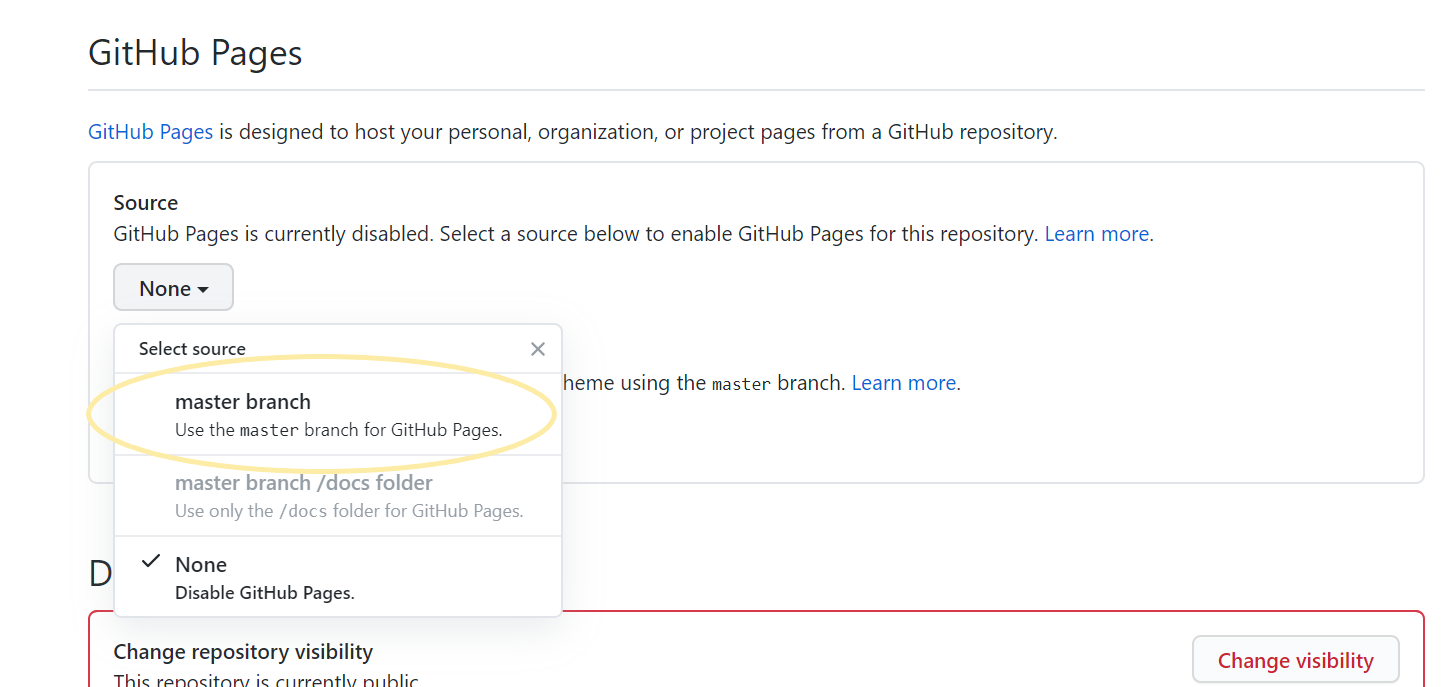 GitHub Pages
GitHub Pages is designed to host your personal, organization, or project pages from a GitHub repository.
Source
GitHub Pages is currently disabled. Select a source below to enable GitHub Pages for this repository. Learn more.
None
Select source
heme using the master branch. Learn more.
master branch
Use the master branch for GitHub Pages.
master branch /docs folder
Use only the /docs folder for GitHub Pages.
None
Disable GitHub Pages.
D
Change repository visibility
Change visibility
This repository is currently public